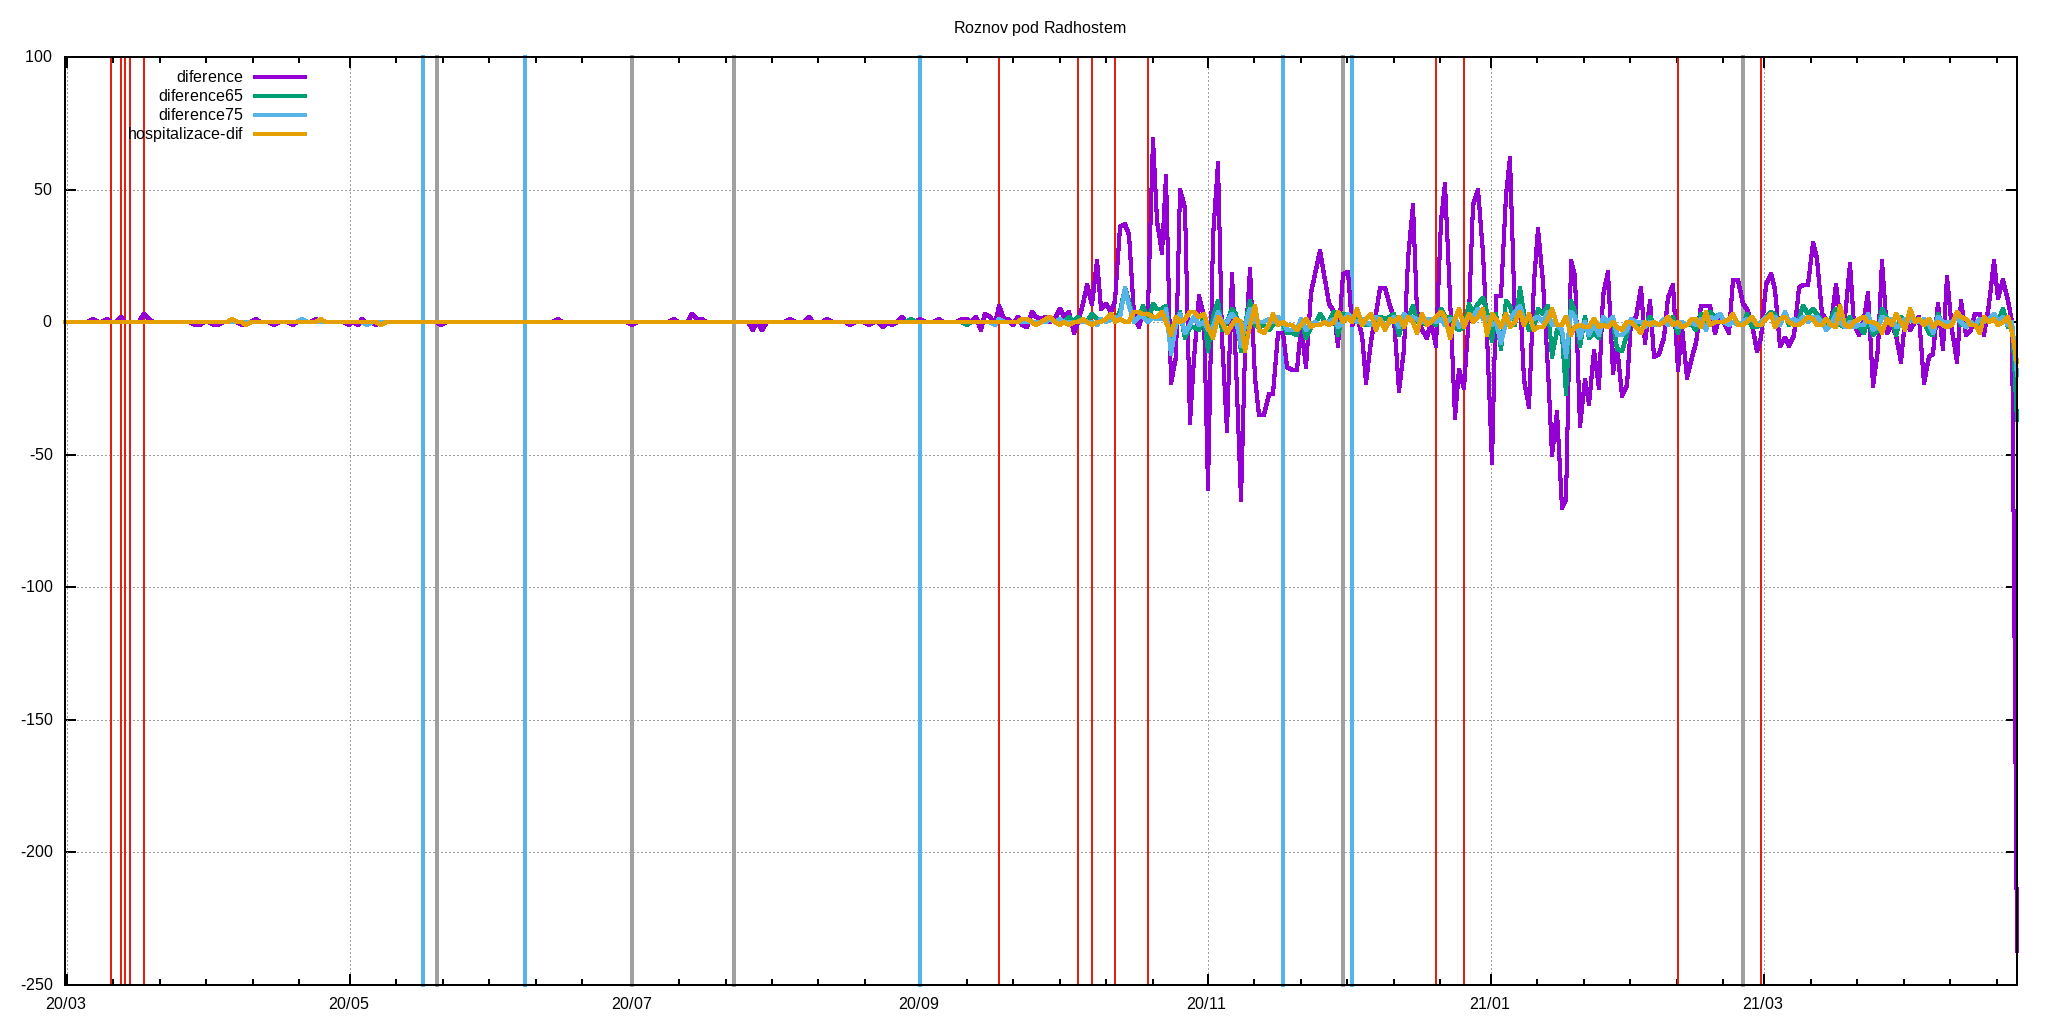 Roznov pod Radhostem
100
50
0
-50
-100
-150
-200
-250
diference
diference65
diference75
hospitalizace-dif
20/03 20/05 20/07 20/09 20/11 21/01 21/03